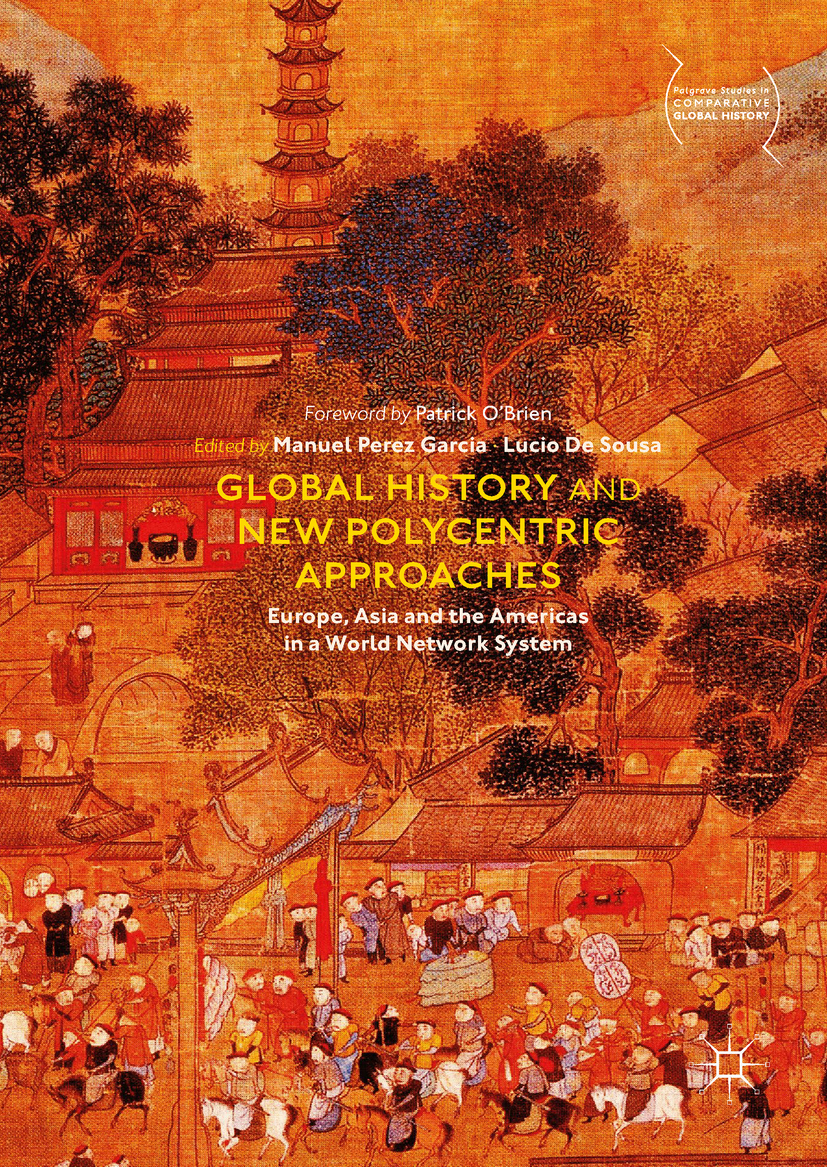 Palgrave Studies in
COMPARATIVE
GLOBAL HISTORY
Foreword by Patrick O'Brien
Edited by Manuel Perez Garcia · Lucio De Sousa
GLOBAL HISTORY AND
NEW POLYCENTRIC
APPROACHES
Europe, Asia and the Americas
in a World Network System